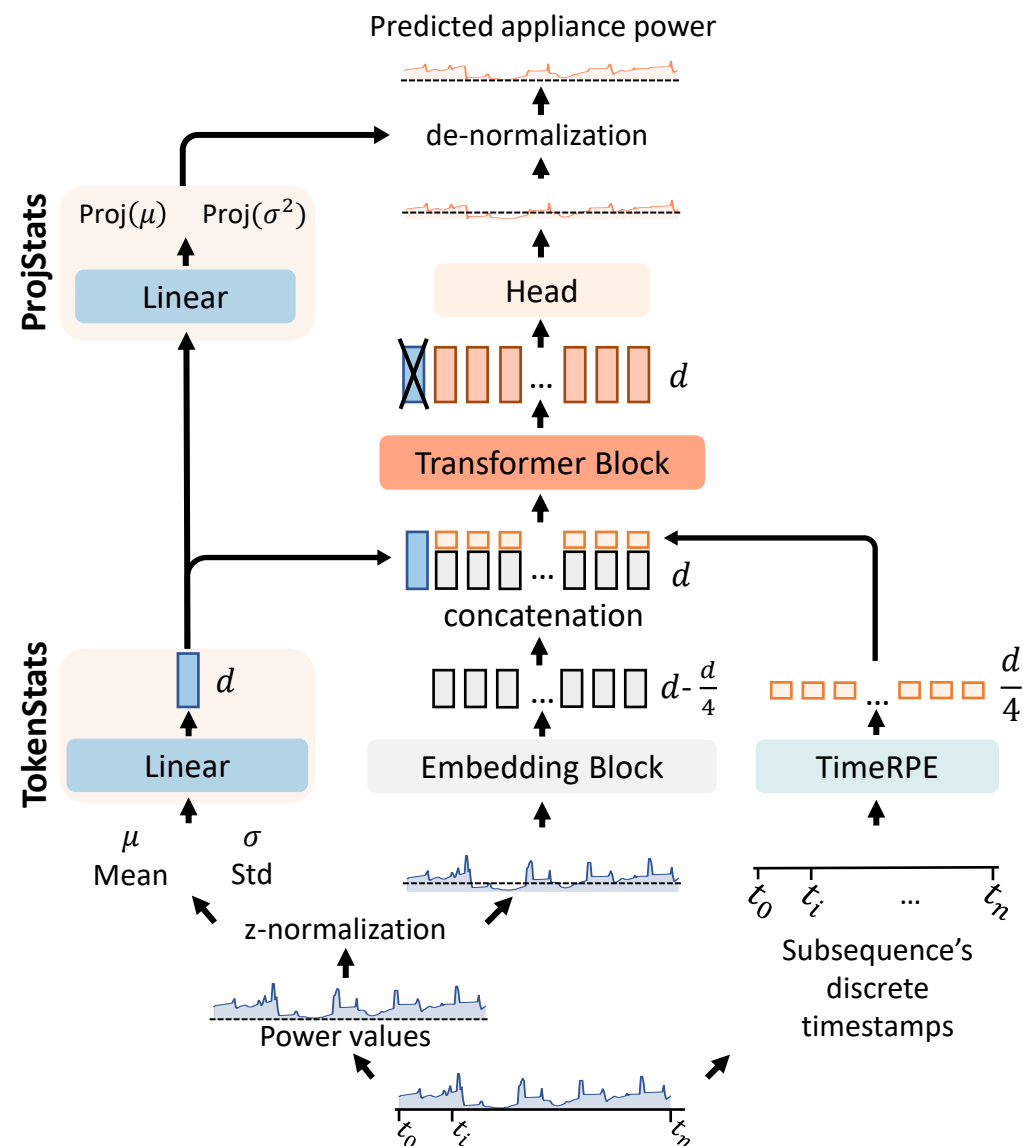 Predicted appliance power
de-normalization
ProjStats
Proj(μ) Proj(σ²)
Linear
Head
... d
Transformer Block
... d
concatenation
TokenStats
d
Linear
... d - d/4
Embedding Block
... d/4
TimeRPE
μ σ
Mean Std
z-normalization
t₀ tᵢ ... tₙ
Subsequence's
discrete
timestamps
Power values
t₀ tᵢ tₙ